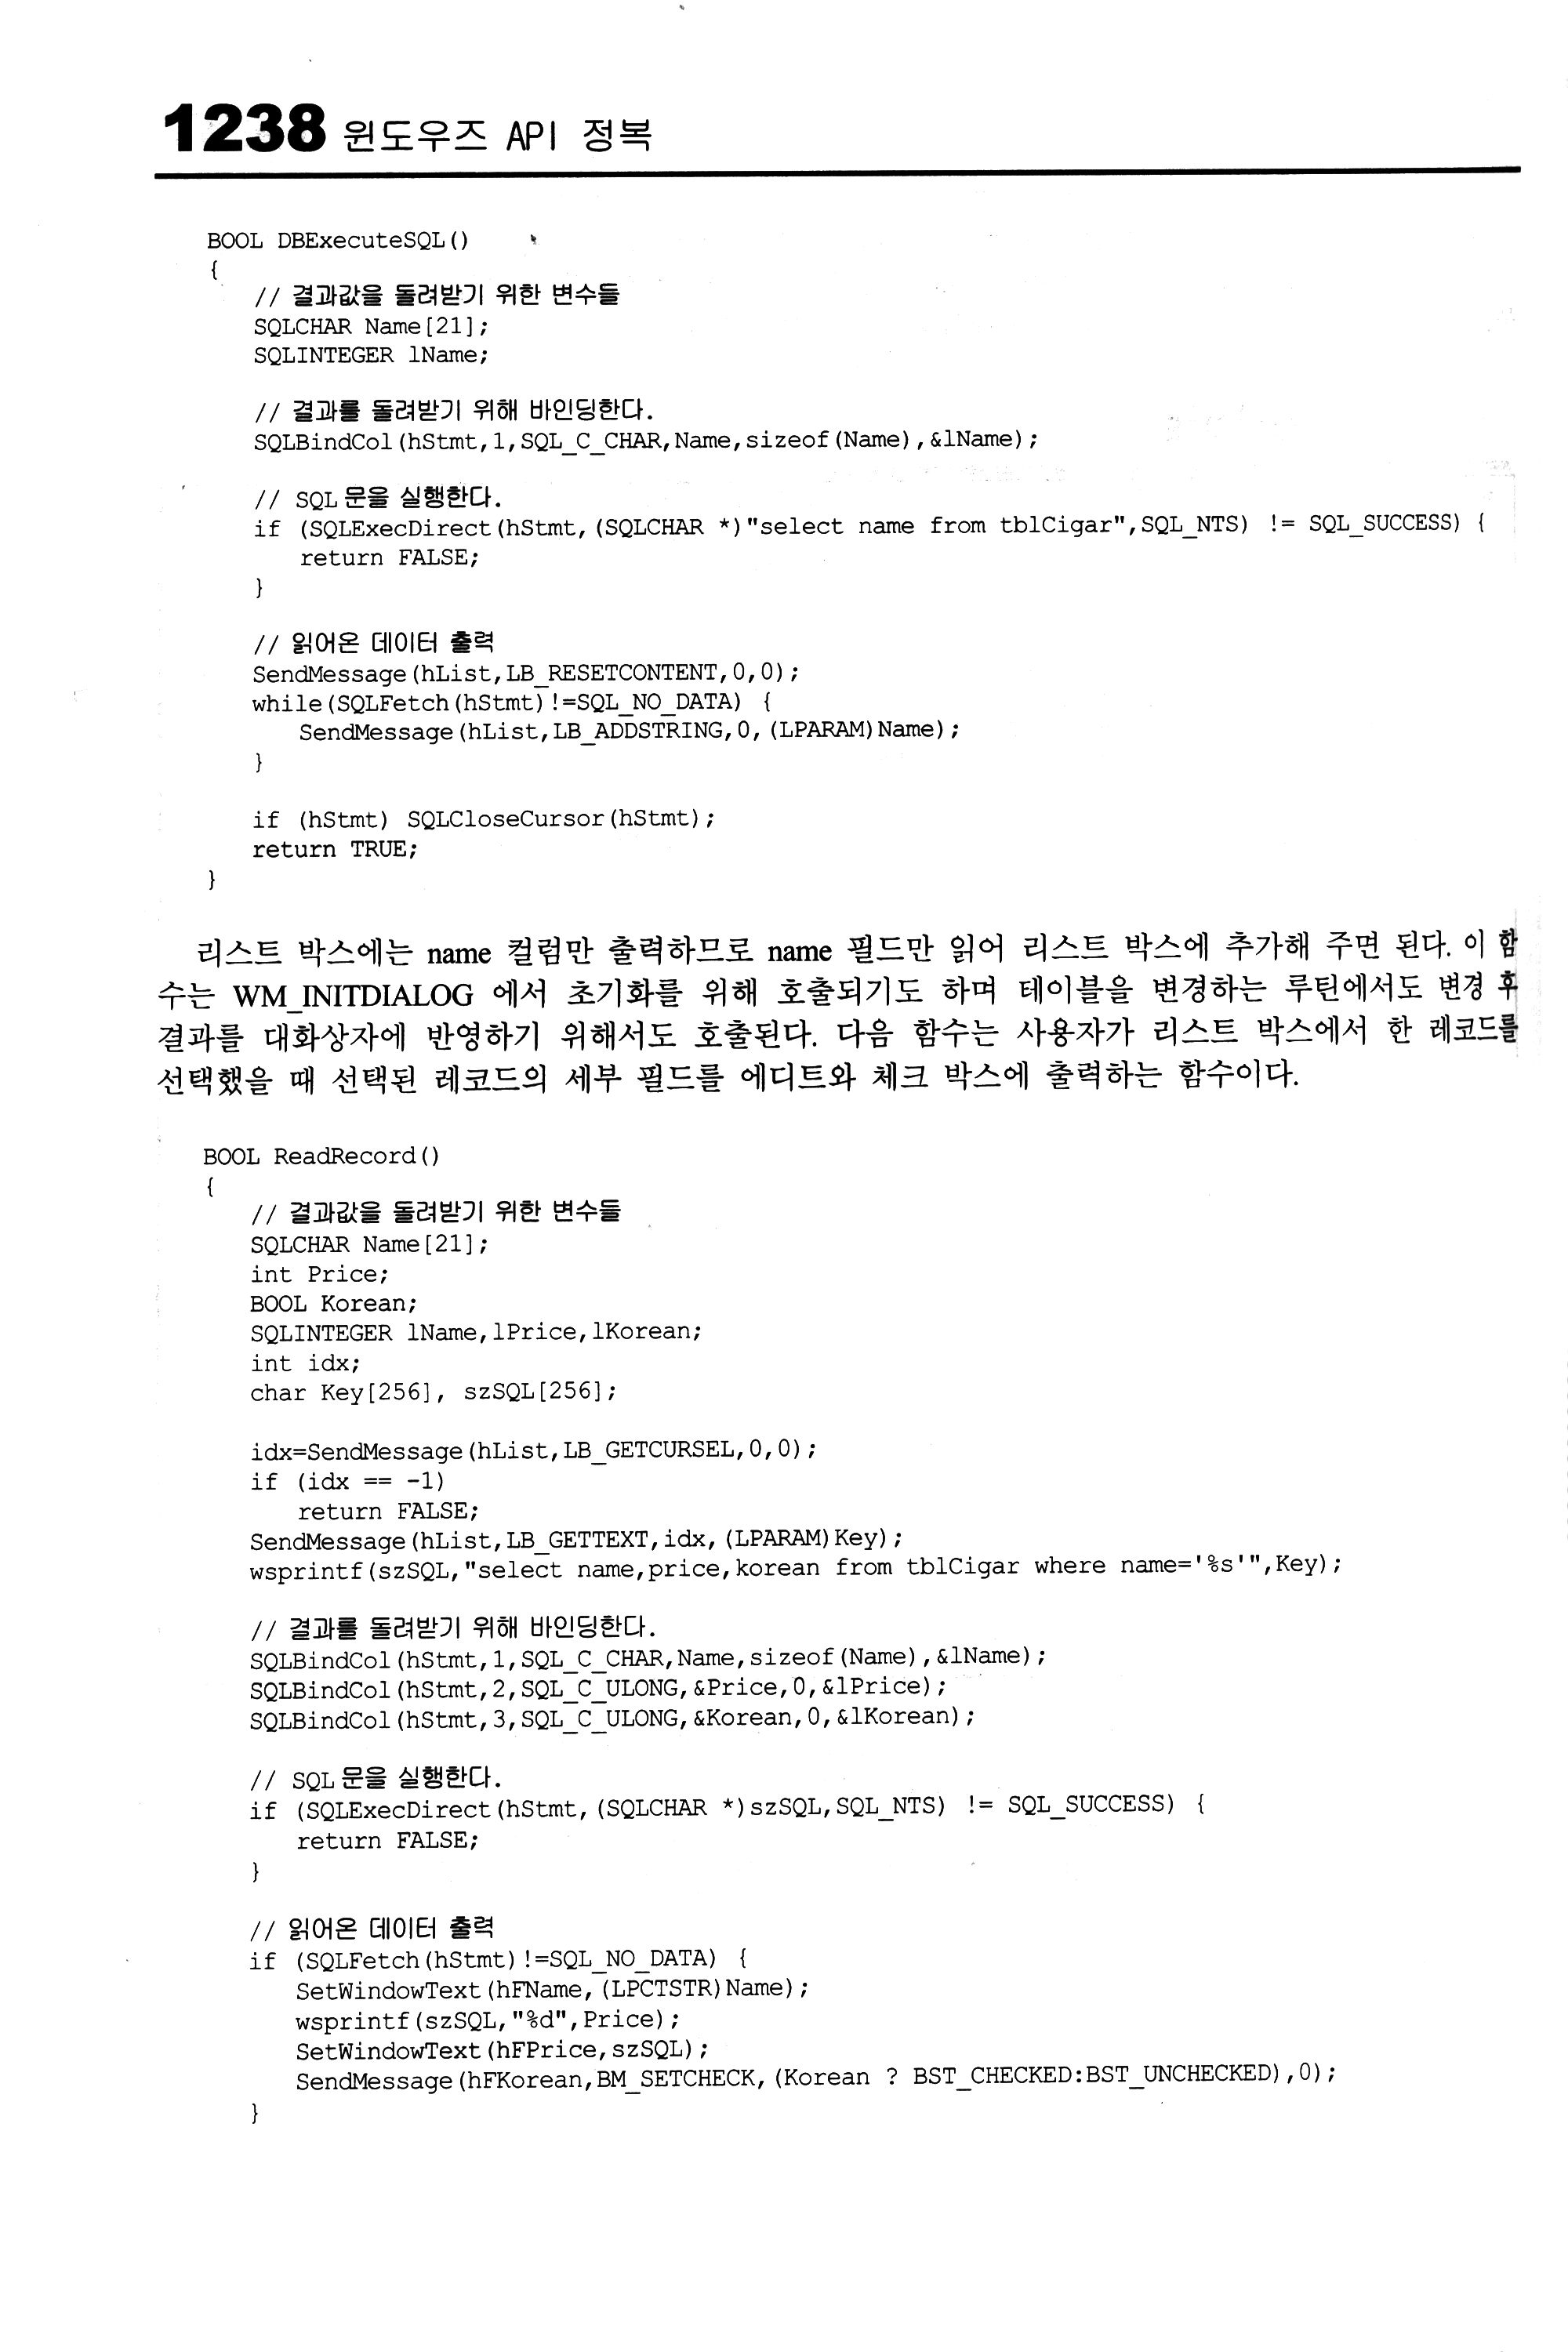 1238 윈도우즈 API 정복
BOOL DBExecuteSQL()
{
// 결과값을 돌려받기 위한 변수들
SQLCHAR Name[21];
SQLINTEGER lName;
// 결과를 돌려받기 위해 바인딩한다.
SQLBindCol(hStmt,1,SQL_C_CHAR,Name,sizeof(Name),&lName);
// SQL문을 실행한다.
if (SQLExecDirect(hStmt,(SQLCHAR *)"select name from tblCigar",SQL_NTS) != SQL_SUCCESS) {
return FALSE;
}
// 읽어온 데이터 출력
SendMessage(hList,LB_RESETCONTENT,0,0);
while(SQLFetch(hStmt)!=SQL_NO_DATA) {
SendMessage(hList,LB_ADDSTRING,0,(LPARAM)Name);
}
if (hStmt) SQLCloseCursor(hStmt);
return TRUE;
}
리스트 박스에는 name 컬럼만 출력하므로 name 필드만 읽어 리스트 박스에 추가해 주면 된다. 이 함
수는 WM_INITDIALOG 에서 초기화를 위해 호출되기도 하며 테이블을 변경하는 루틴에서도 변경 후
결과를 대화상자에 반영하기 위해서도 호출된다. 다음 함수는 사용자가 리스트 박스에서 한 레코드를
선택했을 때 선택된 레코드의 세부 필드를 에디트와 체크 박스에 출력하는 함수이다.
BOOL ReadRecord()
{
// 결과값을 돌려받기 위한 변수들
SQLCHAR Name[21];
int Price;
BOOL Korean;
SQLINTEGER lName,lPrice,lKorean;
int idx;
char Key[256], szSQL[256];
idx=SendMessage(hList,LB_GETCURSEL,0,0);
if (idx == -1)
return FALSE;
SendMessage(hList,LB_GETTEXT,idx,(LPARAM)Key);
wsprintf(szSQL,"select name,price,korean from tblCigar where name='%s'",Key);
// 결과를 돌려받기 위해 바인딩한다.
SQLBindCol(hStmt,1,SQL_C_CHAR,Name,sizeof(Name),&lName);
SQLBindCol(hStmt,2,SQL_C_ULONG,&Price,0,&lPrice);
SQLBindCol(hStmt,3,SQL_C_ULONG,&Korean,0,&lKorean);
// SQL문을 실행한다.
if (SQLExecDirect(hStmt,(SQLCHAR *)szSQL,SQL_NTS) != SQL_SUCCESS) {
return FALSE;
}
// 읽어온 데이터 출력
if (SQLFetch(hStmt)!=SQL_NO_DATA) {
SetWindowText(hFName,(LPCTSTR)Name);
wsprintf(szSQL,"%d",Price);
SetWindowText(hFPrice,szSQL);
SendMessage(hFKorean,BM_SETCHECK,(Korean ? BST_CHECKED:BST_UNCHECKED),0);
}